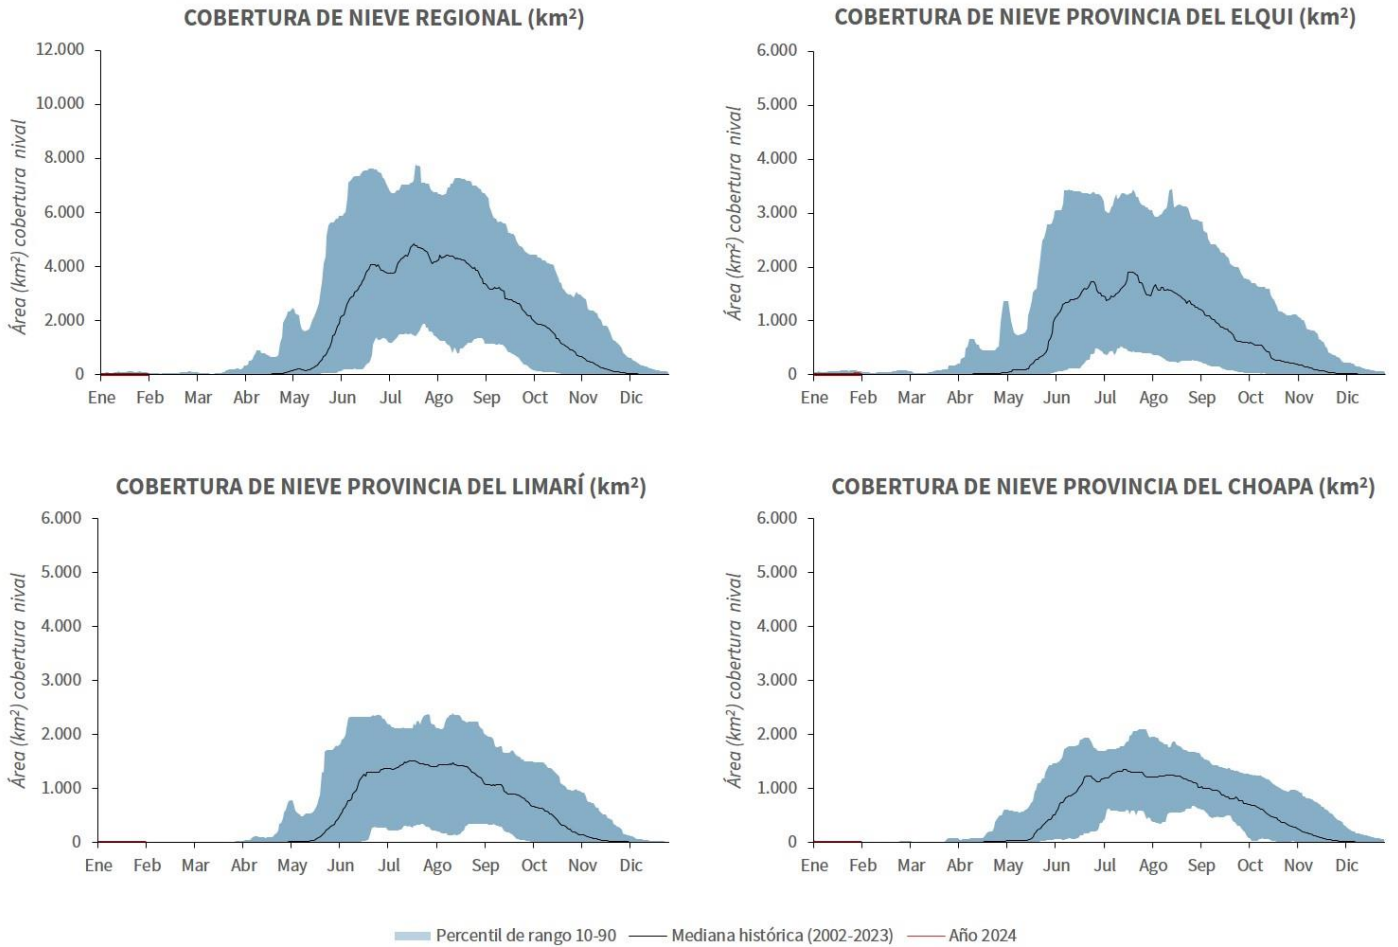 COBERTURA DE NIEVE REGIONAL (km²)
12.000
10.000
8.000
6.000
4.000
2.000
0
Área (km²) cobertura nival
Ene Feb Mar Abr May Jun Jul Ago Sep Oct Nov Dic
COBERTURA DE NIEVE PROVINCIA DEL ELQUI (km²)
6.000
5.000
4.000
3.000
2.000
1.000
0
Área (km²) cobertura nival
Ene Feb Mar Abr May Jun Jul Ago Sep Oct Nov Dic
COBERTURA DE NIEVE PROVINCIA DEL LIMARÍ (km²)
6.000
5.000
4.000
3.000
2.000
1.000
0
Área (km²) cobertura nival
Ene Feb Mar Abr May Jun Jul Ago Sep Oct Nov Dic
COBERTURA DE NIEVE PROVINCIA DEL CHOAPA (km²)
6.000
5.000
4.000
3.000
2.000
1.000
0
Área (km²) cobertura nival
Ene Feb Mar Abr May Jun Jul Ago Sep Oct Nov Dic
Percentil de rango 10-90 Mediana histórica (2002-2023) Año 2024